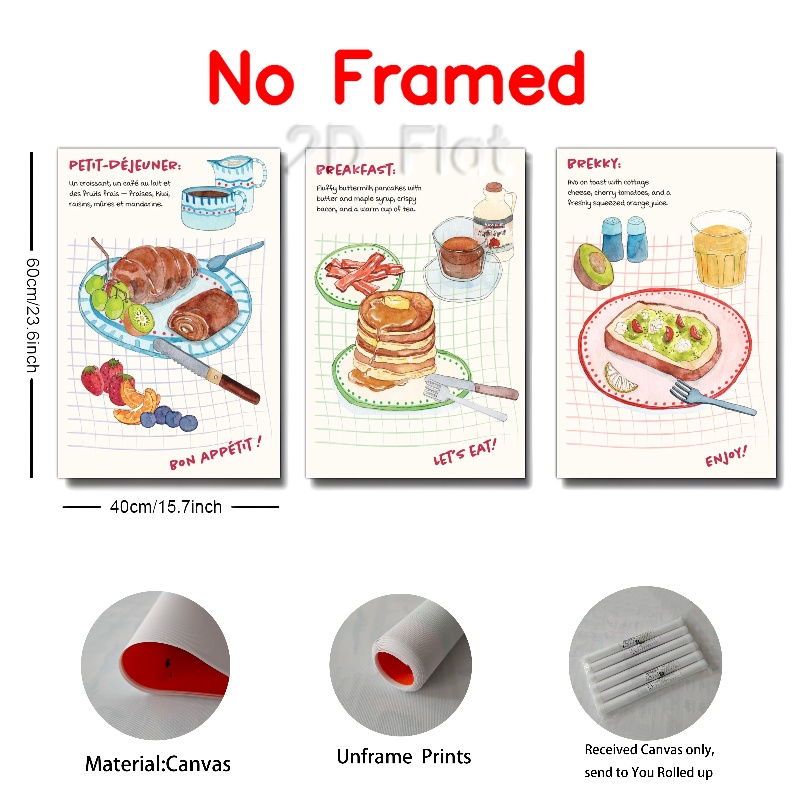 No Framed
2D Flat
PETIT-DÉJEUNER:
Un croissant, un café au lait et
des fruits frais — fraises, kiwi,
raisins, mûres et mandarine.
BON APPÉTIT !
BREAKFAST:
Fluffy buttermilk pancakes with
butter and maple syrup, crispy
bacon, and a warm cup of tea.
LET'S EAT!
BREKKY:
Avo on toast with cottage
cheese, cherry tomatoes, and a
freshly squeezed orange juice.
ENJOY!
60cm/23.6inch
40cm/15.7inch
Material:Canvas
Unframe Prints
Received Canvas only,
send to You Rolled up